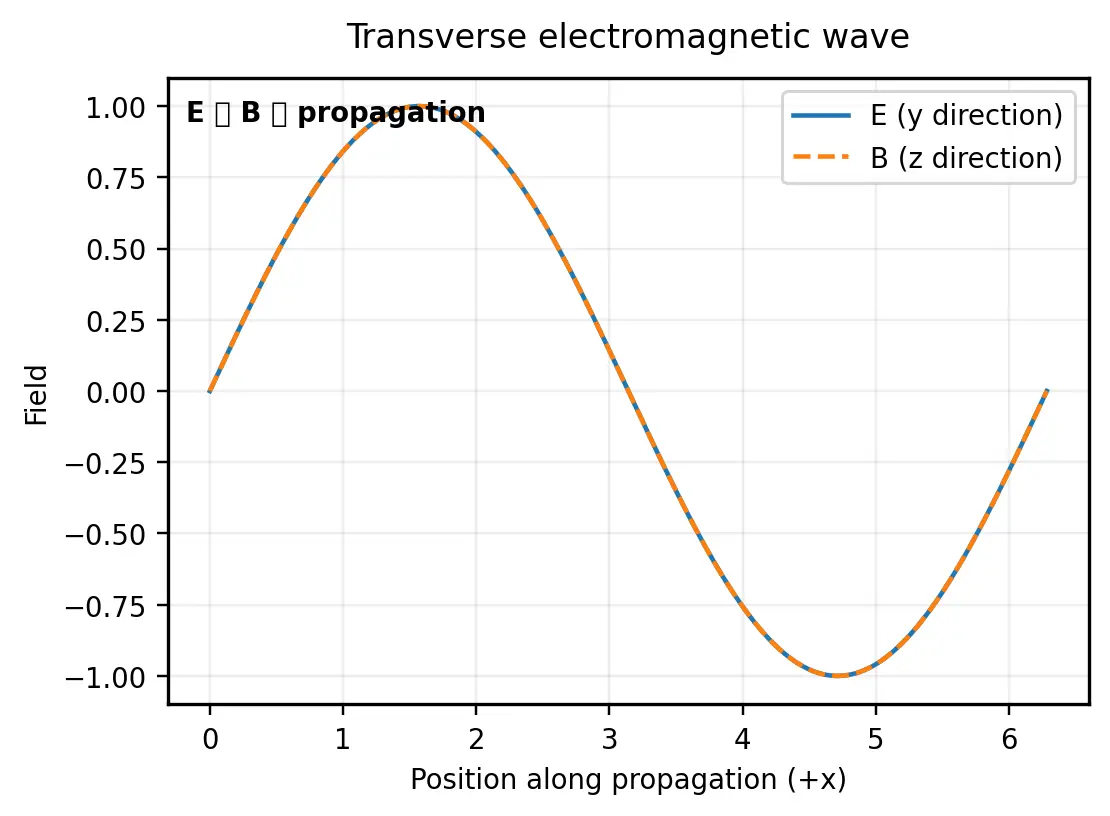 Transverse electromagnetic wave
E ▯ B ▯ propagation
E (y direction)
B (z direction)
1.00
0.75
0.50
0.25
0.00
−0.25
−0.50
−0.75
−1.00
Field
0 1 2 3 4 5 6
Position along propagation (+x)